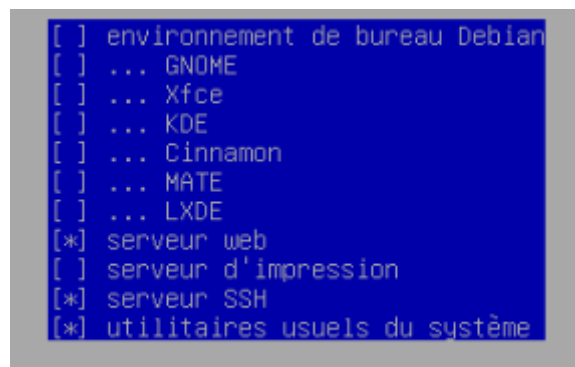 [ ] environnement de bureau Debian
[ ] ... GNOME
[ ] ... Xfce
[ ] ... KDE
[ ] ... Cinnamon
[ ] ... MATE
[ ] ... LXDE
[*] serveur web
[ ] serveur d'impression
[*] serveur SSH
[*] utilitaires usuels du système